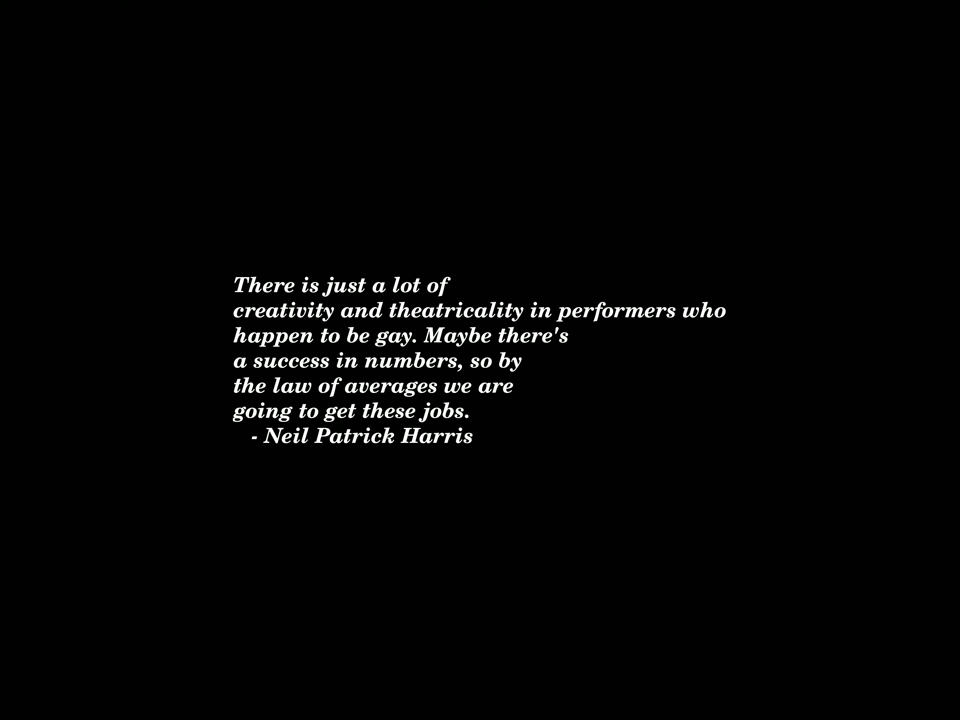 There is just a lot of
creativity and theatricality in performers who
happen to be gay. Maybe there's
a success in numbers, so by
the law of averages we are
going to get these jobs.
- Neil Patrick Harris